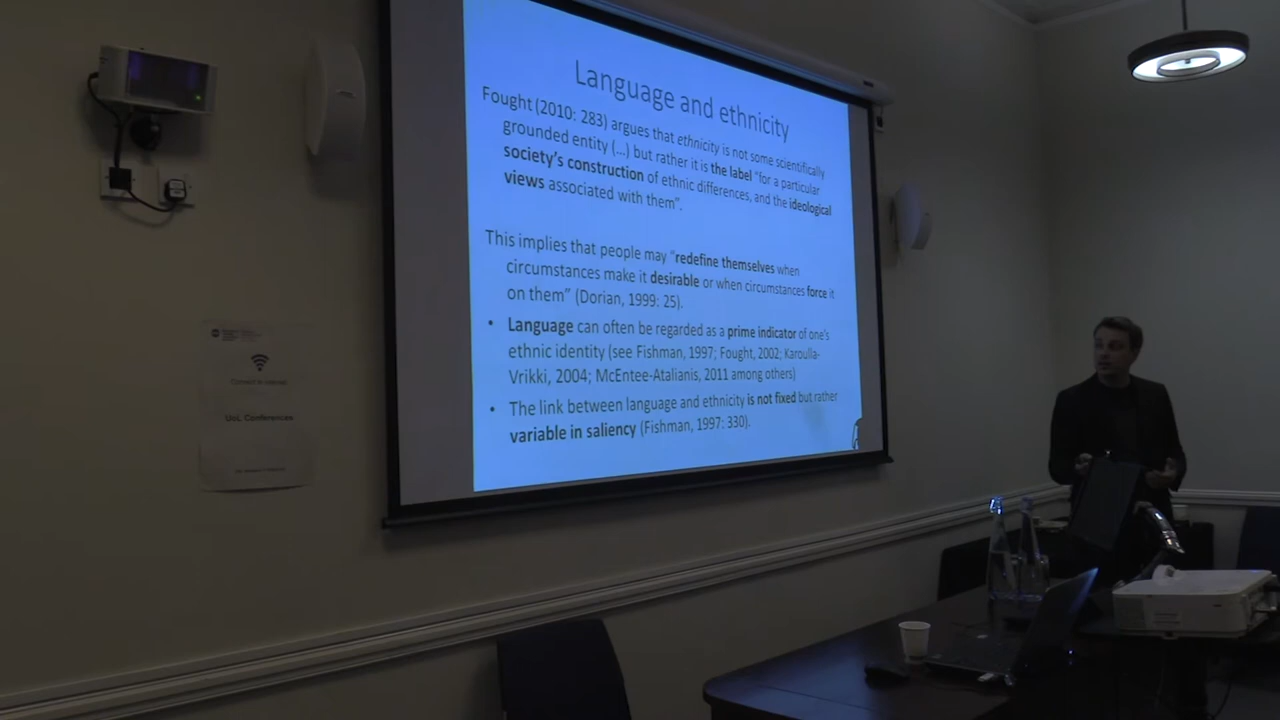 Language and ethnicity
Fought (2010: 283) argues that ethnicity is not some scientifically
grounded entity (...) but rather it is the label "for a particular
society's construction of ethnic differences, and the ideological
views associated with them".
This implies that people may "redefine themselves when
circumstances make it desirable or when circumstances force it
on them" (Dorian, 1999: 25).
• Language can often be regarded as a prime indicator of one's
ethnic identity (see Fishman, 1997; Fought, 2002; Karoulla-
Vrikki, 2004; McEntee-Atalianis, 2011 among others)
• The link between language and ethnicity is not fixed but rather
variable in saliency (Fishman, 1997: 330).
UoL Conferences